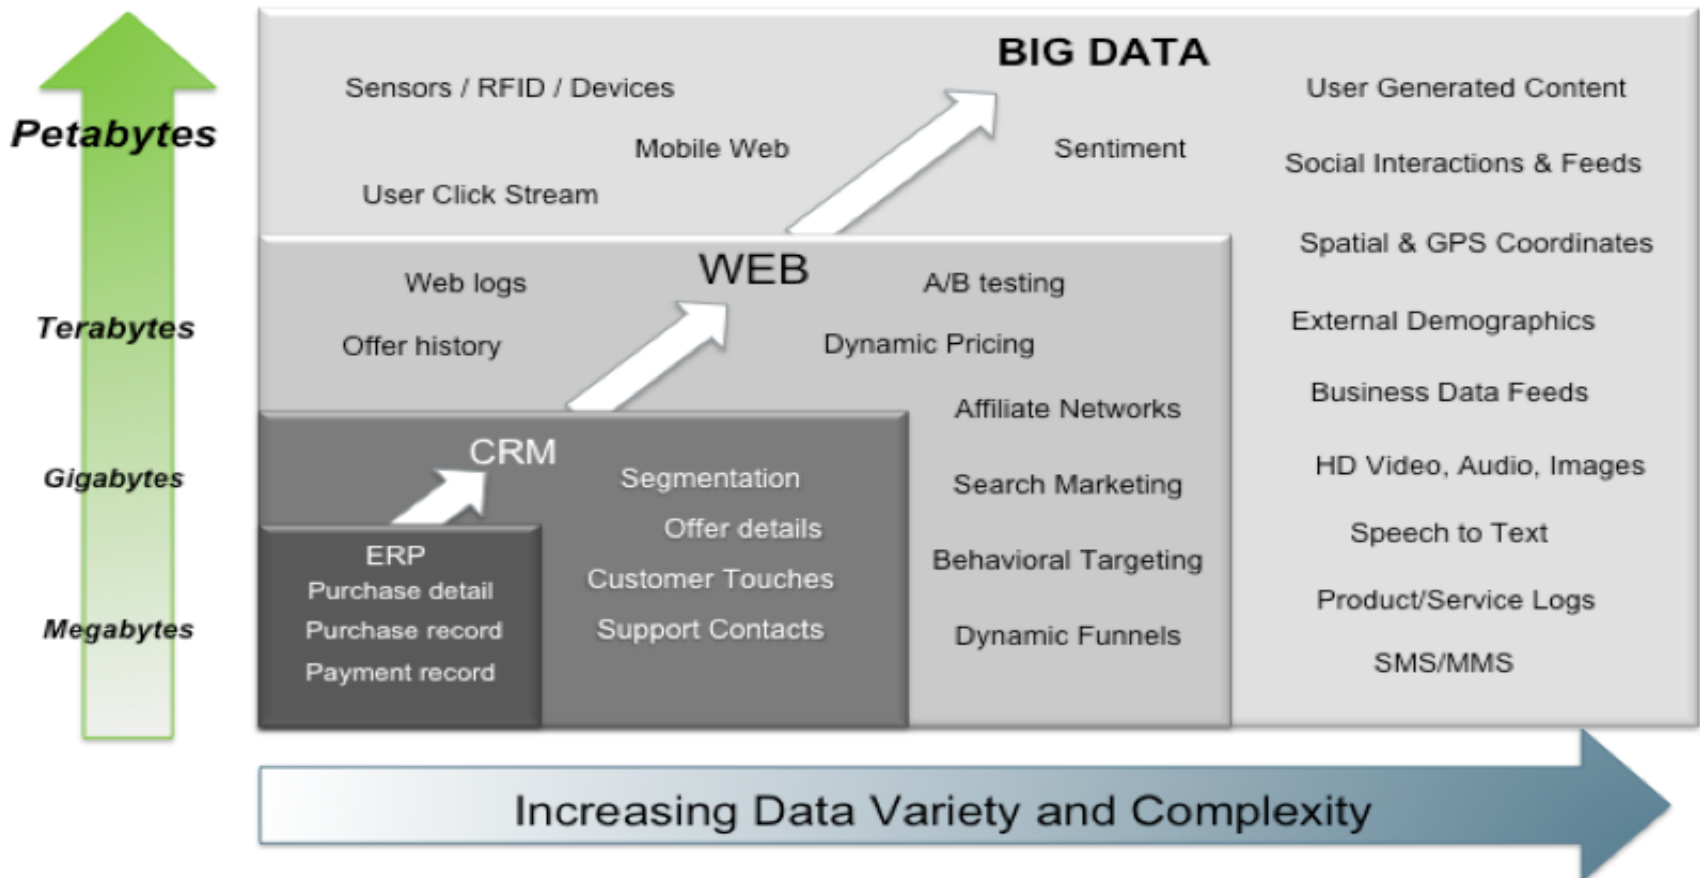 BIG DATA
Sensors / RFID / Devices
User Generated Content
Petabytes
Mobile Web
Sentiment
Social Interactions & Feeds
User Click Stream
Spatial & GPS Coordinates
WEB
Web logs
A/B testing
Terabytes
External Demographics
Offer history
Dynamic Pricing
Business Data Feeds
Affiliate Networks
CRM
HD Video, Audio, Images
Gigabytes
Segmentation
Search Marketing
Offer details
Speech to Text
ERP
Behavioral Targeting
Purchase detail
Customer Touches
Product/Service Logs
Megabytes
Purchase record
Support Contacts
Dynamic Funnels
SMS/MMS
Payment record
Increasing Data Variety and Complexity